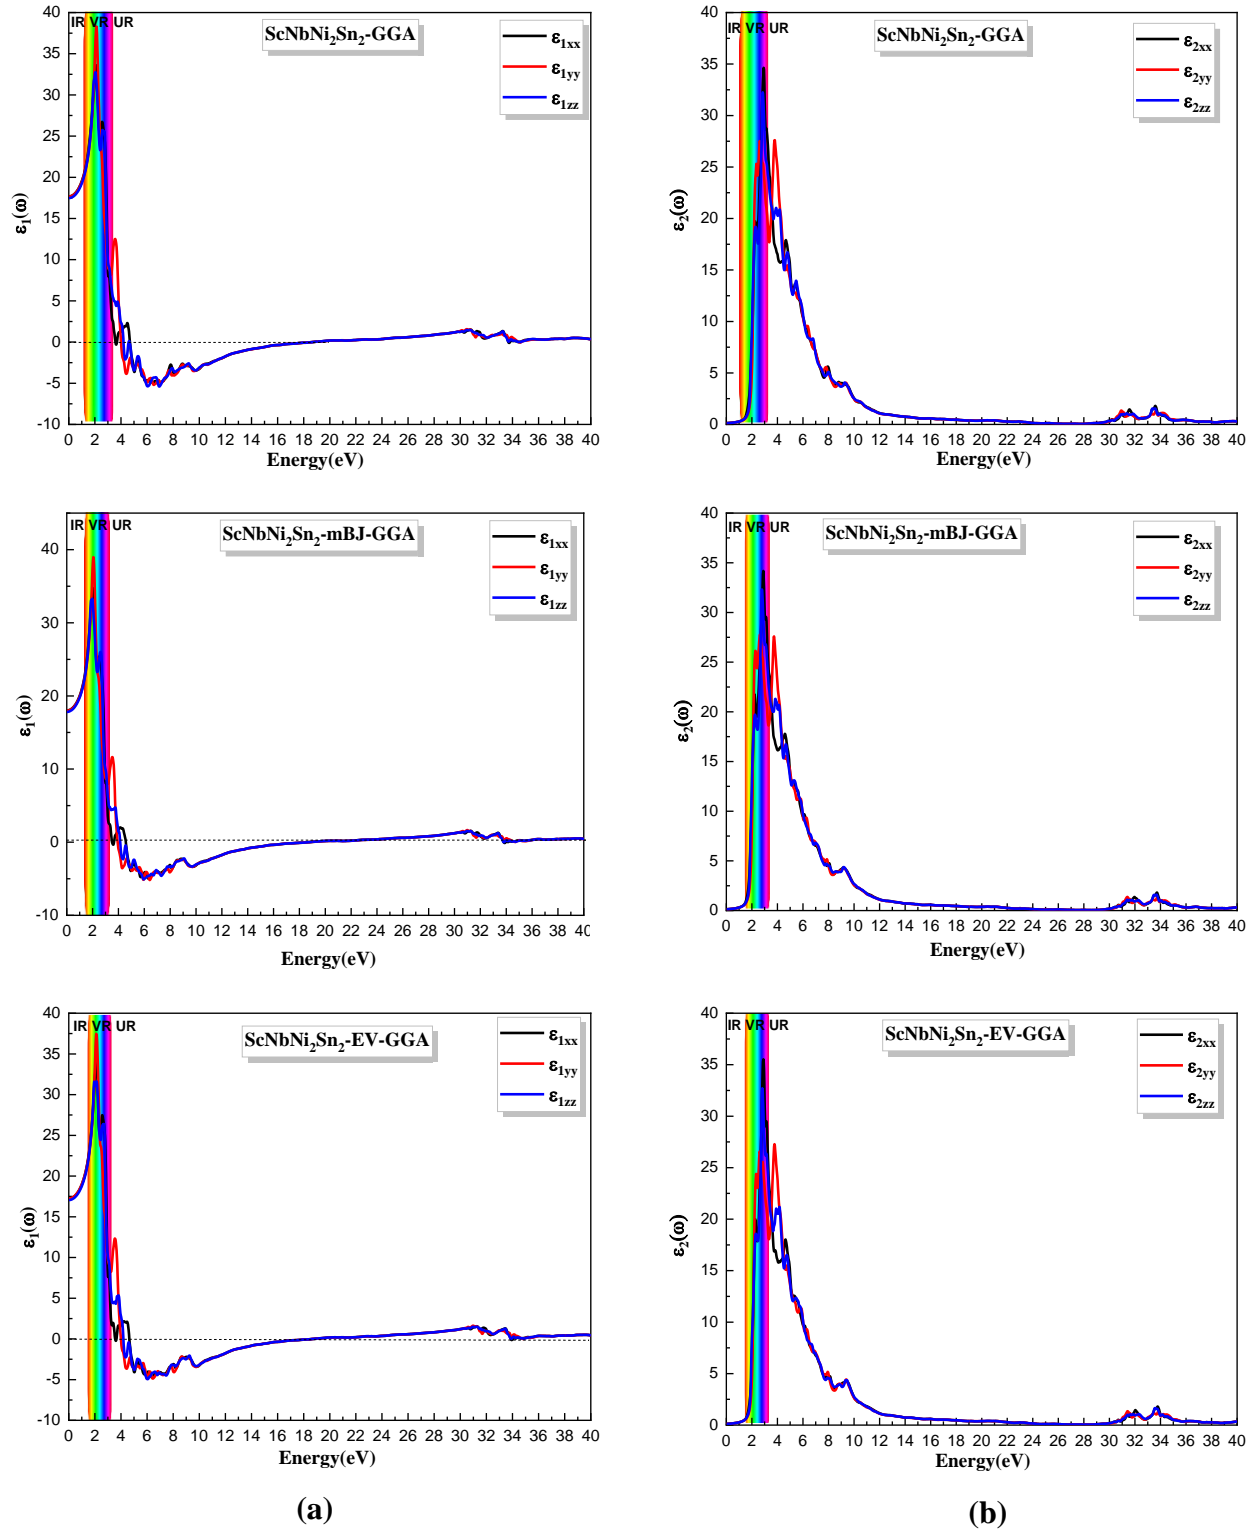 IR VR UR
ScNbNi₂Sn₂-GGA
ε₁xx
ε₁yy
ε₁zz
40
35
30
25
20
15
10
5
0
-5
-10
ε₁(ω)
0 2 4 6 8 10 12 14 16 18 20 22 24 26 28 30 32 34 36 38 40
Energy(eV)
IR VR UR
ScNbNi₂Sn₂-GGA
ε₂xx
ε₂yy
ε₂zz
40
35
30
25
20
15
10
5
0
ε₂(ω)
0 2 4 6 8 10 12 14 16 18 20 22 24 26 28 30 32 34 36 38 40
Energy(eV)
IR VR UR
ScNbNi₂Sn₂-mBJ-GGA
ε₁xx
ε₁yy
ε₁zz
40
30
20
10
0
-10
ε₁(ω)
0 2 4 6 8 10 12 14 16 18 20 22 24 26 28 30 32 34 36 38 40
Energy(eV)
IR VR UR
ScNbNi₂Sn₂-mBJ-GGA
ε₂xx
ε₂yy
ε₂zz
40
35
30
25
20
15
10
5
0
ε₂(ω)
0 2 4 6 8 10 12 14 16 18 20 22 24 26 28 30 32 34 36 38 40
Energy(eV)
IR VR UR
ScNbNi₂Sn₂-EV-GGA
ε₁xx
ε₁yy
ε₁zz
40
35
30
25
20
15
10
5
0
-5
-10
ε₁(ω)
0 2 4 6 8 10 12 14 16 18 20 22 24 26 28 30 32 34 36 38 40
Energy(eV)
IR VR UR
ScNbNi₂Sn₂-EV-GGA
ε₂xx
ε₂yy
ε₂zz
40
35
30
25
20
15
10
5
0
ε₂(ω)
0 2 4 6 8 10 12 14 16 18 20 22 24 26 28 30 32 34 36 38 40
Energy(eV)
(a)
(b)